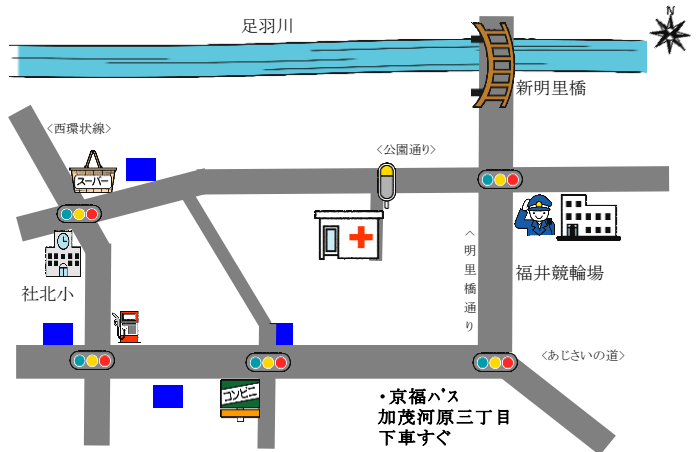 足羽川
N
新明里橋
<西環状線>
<公園通り>
スーパー
<明里橋通り
福井競輪場
社北小
<あじさいの道>
コンビニ
・京福バス
加茂河原三丁目
下車すぐ